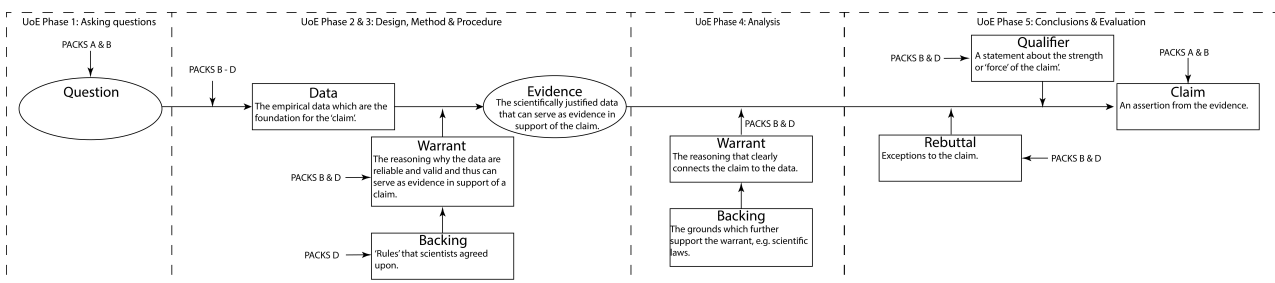 UoE Phase 1: Asking questions
PACKS A & B
Question
UoE Phase 2 & 3: Design, Method & Procedure
PACKS B - D
Data
The empirical data which are the
foundation for the 'claim'.
Evidence
The scientifically justified data
that can serve as evidence in
support of the claim.
Warrant
The reasoning why the data are
reliable and valid and thus can
serve as evidence in support of a
claim.
PACKS B & D
Backing
'Rules' that scientists agreed
upon.
PACKS D
UoE Phase 4: Analysis
PACKS B & D
Warrant
The reasoning that clearly
connects the claim to the data.
Backing
The grounds which further
support the warrant, e.g. scientific
laws.
UoE Phase 5: Conclusions & Evaluation
PACKS B & D
Qualifier
A statement about the strength
or 'force' of the claim'.
PACKS A & B
Claim
An assertion from the evidence.
Rebuttal
Exceptions to the claim.
PACKS B & D